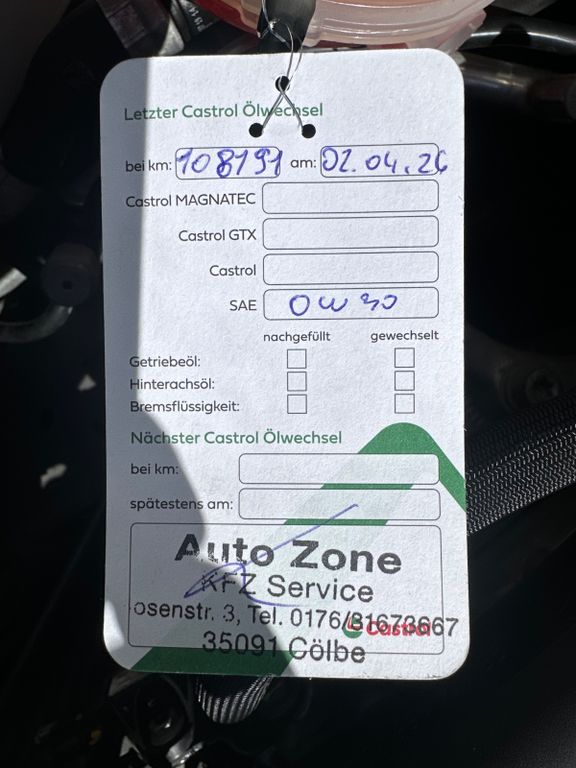 Letzter Castrol Ölwechsel
bei km: 108191 am: 02.04.26
Castrol MAGNATEC
Castrol GTX
Castrol
SAE 0W30
nachgefüllt gewechselt
Getriebeöl:
Hinterachsöl:
Bremsflüssigkeit:
Nächster Castrol Ölwechsel
bei km:
spätestens am:
Auto Zone
KFZ Service
osenstr. 3, Tel. 0176/81673667
Castrol
35091 Cölbe